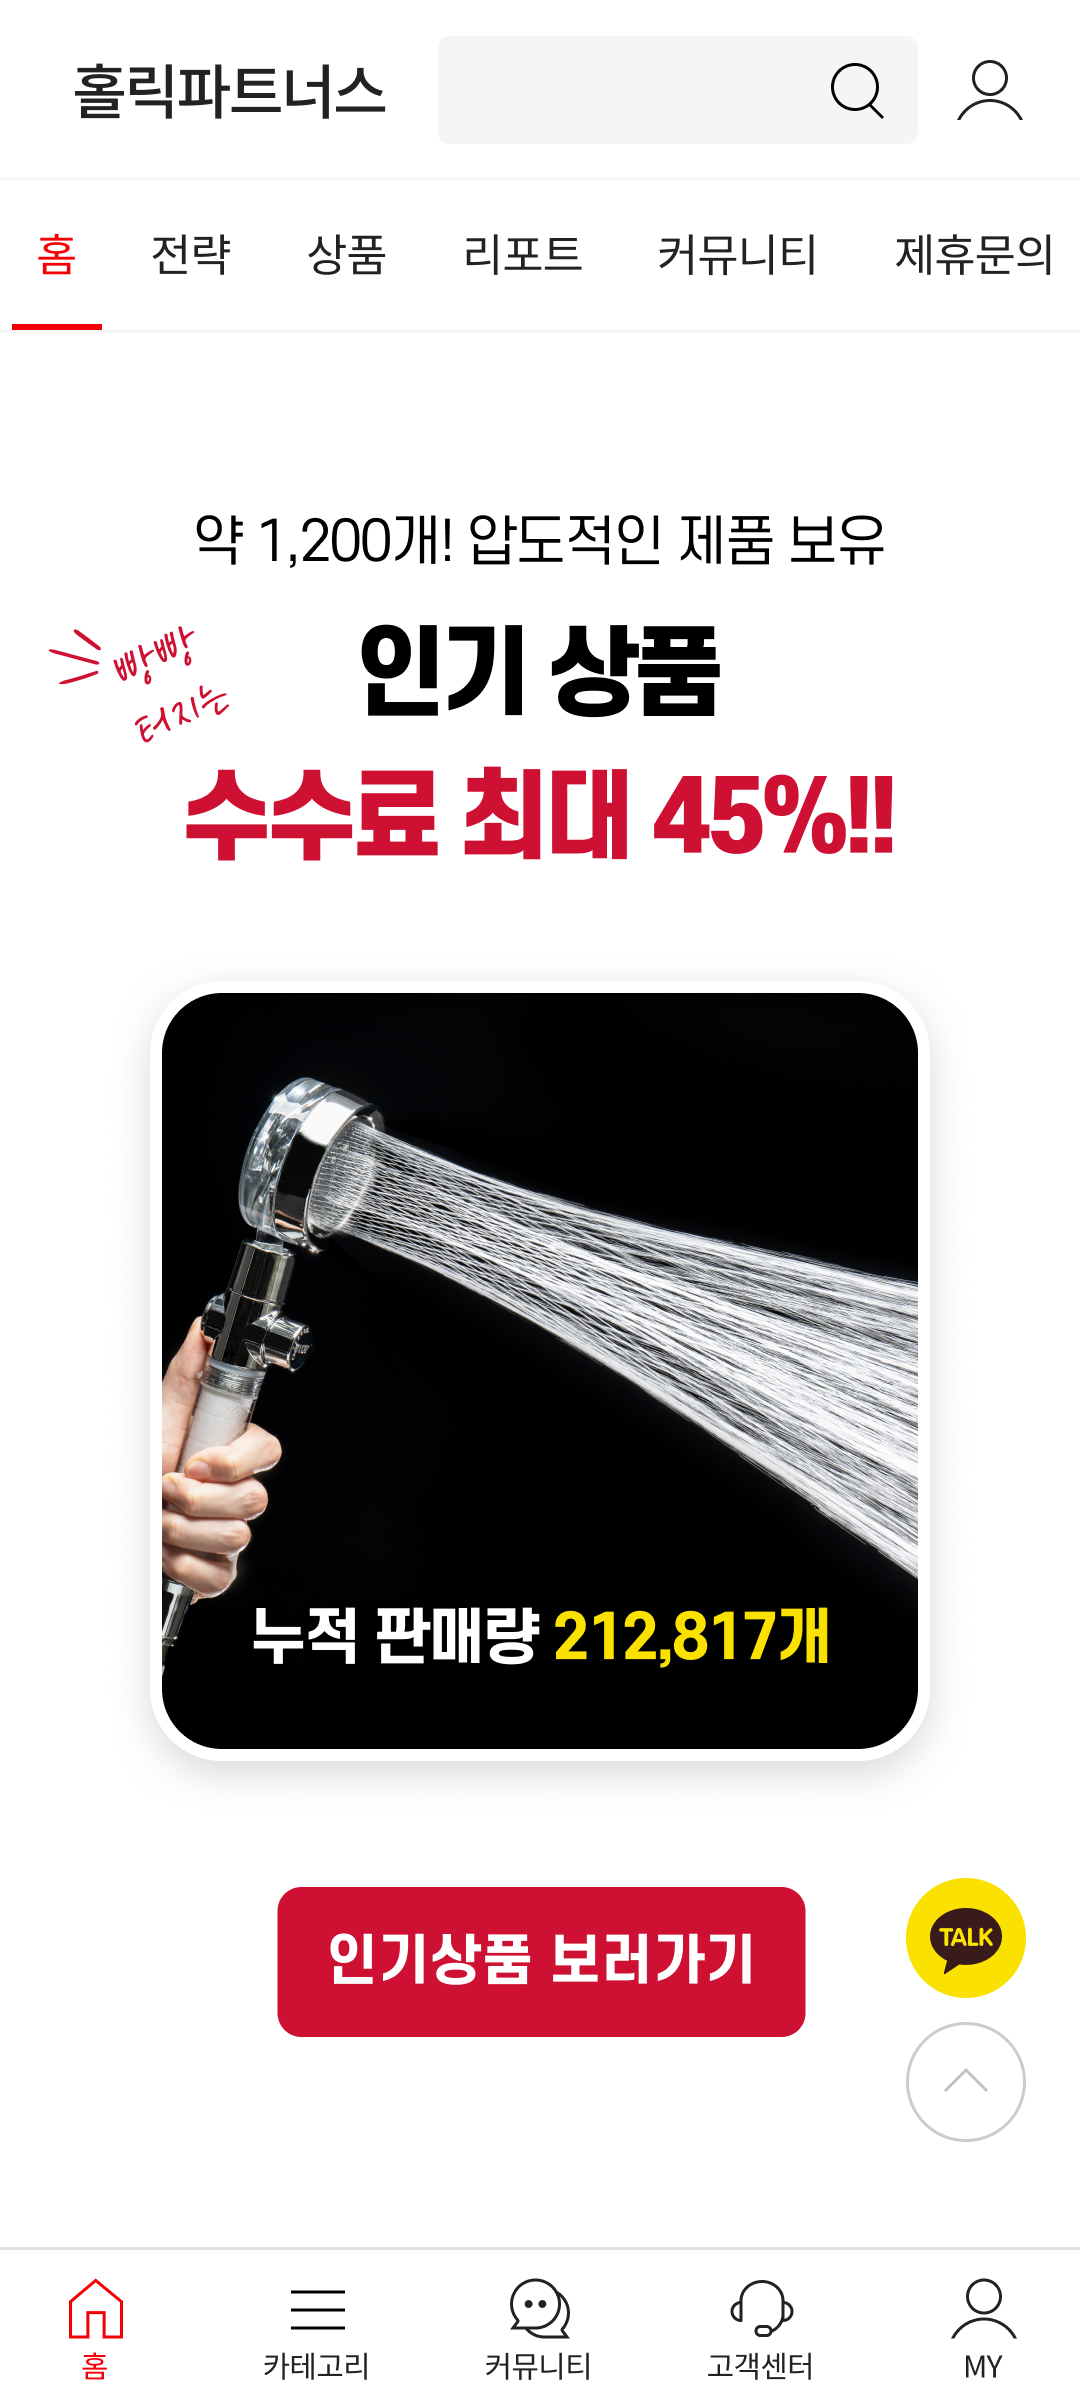 홀릭파트너스
홈 전략 상품 리포트 커뮤니티 제휴문의
약 1,200개! 압도적인 제품 보유
빵빵
터지는
인기 상품
수수료 최대 45%!!
누적 판매량 212,817개
인기상품 보러가기
TALK
홈 카테고리 커뮤니티 고객센터 MY